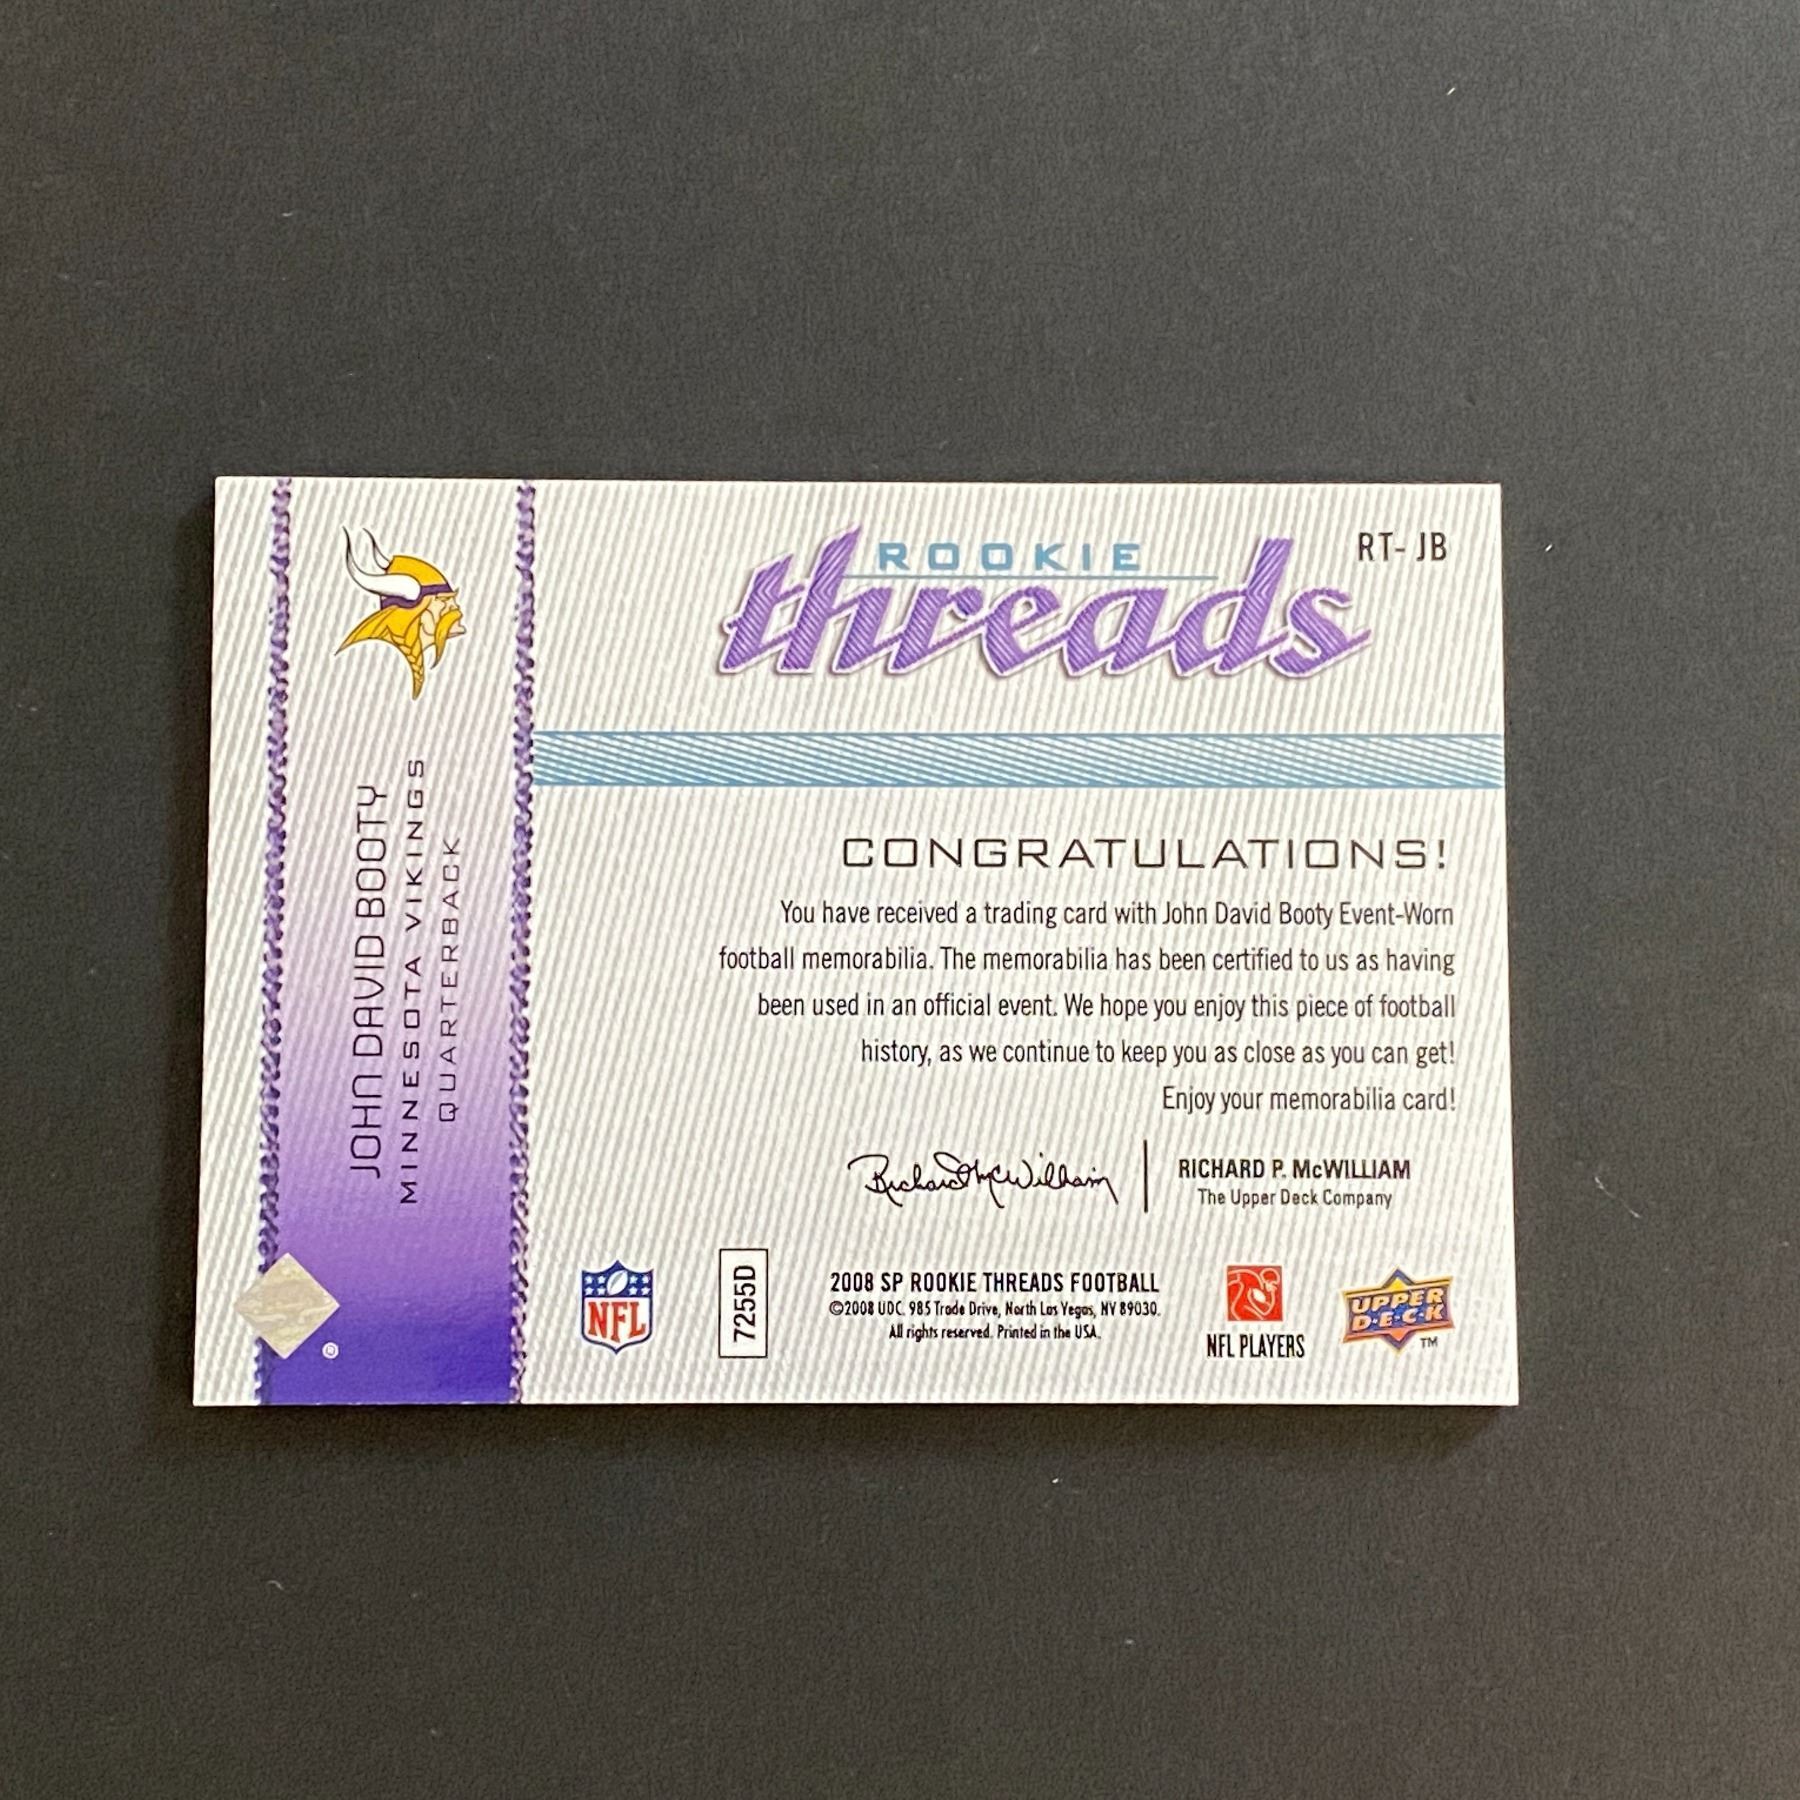 ROOKIE
threads
RT- JB
JOHN DAVID BOOTY
MINNESOTA VIKINGS
QUARTERBACK
CONGRATULATIONS!
You have received a trading card with John David Booty Event-Worn
football memorabilia. The memorabilia has been certified to us as having
been used in an official event. We hope you enjoy this piece of football
history, as we continue to keep you as close as you can get!
Enjoy your memorabilia card!
Richard McWilliam
RICHARD P. McWILLIAM
The Upper Deck Company
NFL
7255D
2008 SP ROOKIE THREADS FOOTBALL
©2008 UDC. 985 Trade Drive, North Las Vegas, NV 89030.
All rights reserved. Printed in the USA.
NFL PLAYERS
UPPER
D·E·C·K
TM
®